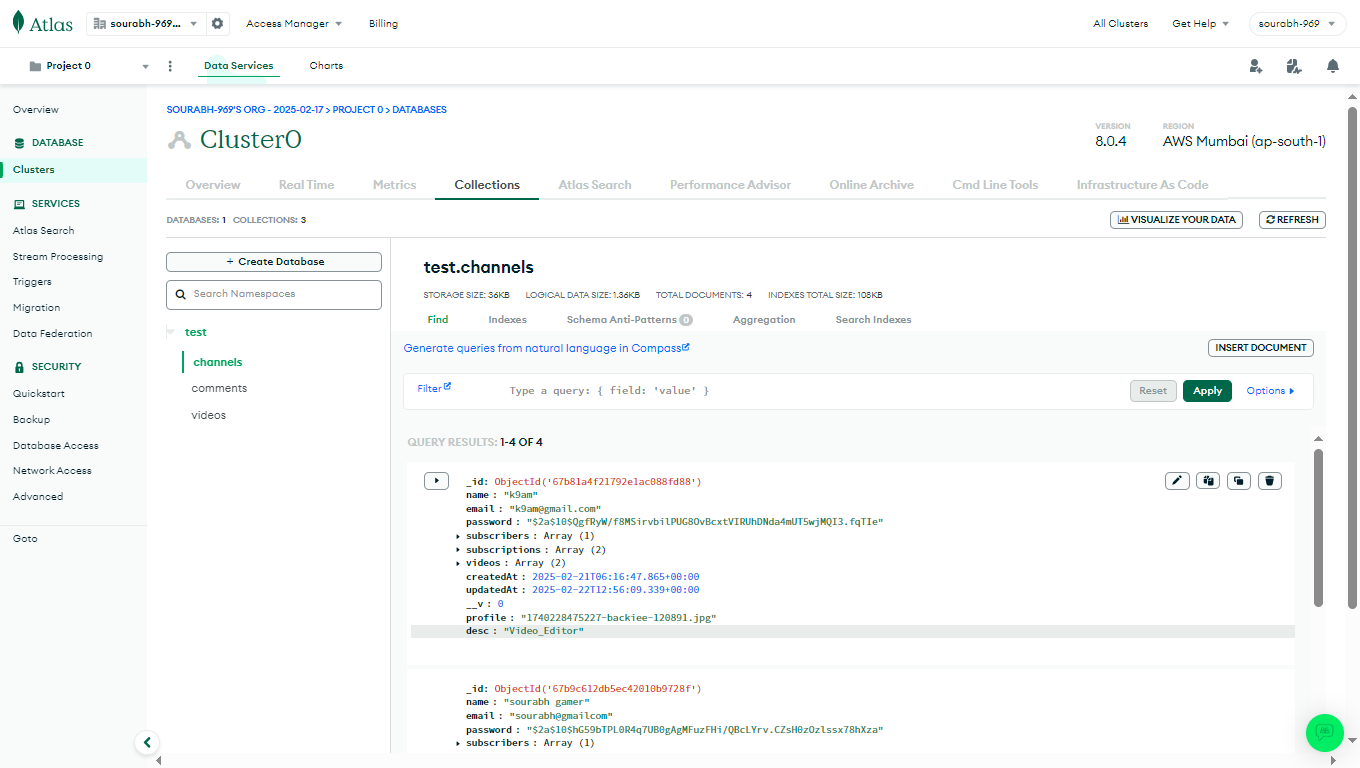 Atlas
sourabh-969...
Access Manager
Billing
All Clusters
Get Help
sourabh-969
Project 0
Data Services
Charts
Overview
DATABASE
Clusters
SERVICES
Atlas Search
Stream Processing
Triggers
Migration
Data Federation
SECURITY
Quickstart
Backup
Database Access
Network Access
Advanced
Goto
SOURABH-969'S ORG - 2025-02-17 > PROJECT 0 > DATABASES
Cluster0
VERSION
8.0.4
REGION
AWS Mumbai (ap-south-1)
Overview
Real Time
Metrics
Collections
Atlas Search
Performance Advisor
Online Archive
Cmd Line Tools
Infrastructure As Code
DATABASES: 1 COLLECTIONS: 3
VISUALIZE YOUR DATA
REFRESH
+ Create Database
Search Namespaces
test
channels
comments
videos
test.channels
STORAGE SIZE: 36KB LOGICAL DATA SIZE: 1.36KB TOTAL DOCUMENTS: 4 INDEXES TOTAL SIZE: 108KB
Find
Indexes
Schema Anti-Patterns 0
Aggregation
Search Indexes
Generate queries from natural language in Compass
INSERT DOCUMENT
Filter
Type a query: { field: 'value' }
Reset
Apply
Options
QUERY RESULTS: 1-4 OF 4
_id: ObjectId('67b81a4f21792e1ac088fd88')
name : "k9am"
email : "k9am@gmail.com"
password : "$2a$10$QgfRyW/f8MSirvbilPUG8OvBcxtVIRUhDNda4mUT5wjMQI3.fqTIe"
subscribers : Array (1)
subscriptions : Array (2)
videos : Array (2)
createdAt : 2025-02-21T06:16:47.865+00:00
updatedAt : 2025-02-22T12:56:09.339+00:00
__v : 0
profile : "1740228475227-backiee-120891.jpg"
desc : "Video_Editor"
_id: ObjectId('67b9c612db5ec42010b9728f')
name : "sourabh gamer"
email : "sourabh@gmailcom"
password : "$2a$10$hG59bTPL0R4q7UB0gAgMFuzFHi/QBcLYrv.CZsH0zOzlssx78hXza"
subscribers : Array (1)